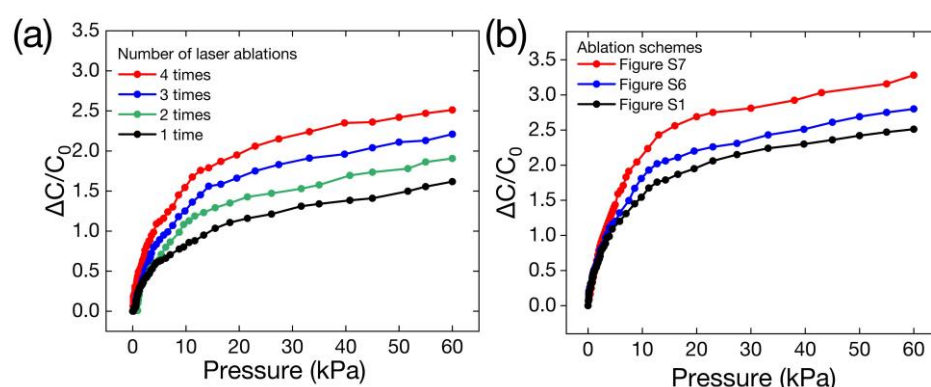 (a)
3.5
3.0
2.5
2.0
1.5
1.0
0.5
0.0
ΔC/C0
Number of laser ablations
4 times
3 times
2 times
1 time
0 10 20 30 40 50 60
Pressure (kPa)
(b)
3.5
3.0
2.5
2.0
1.5
1.0
0.5
0.0
ΔC/C0
Ablation schemes
Figure S7
Figure S6
Figure S1
0 10 20 30 40 50 60
Pressure (kPa)